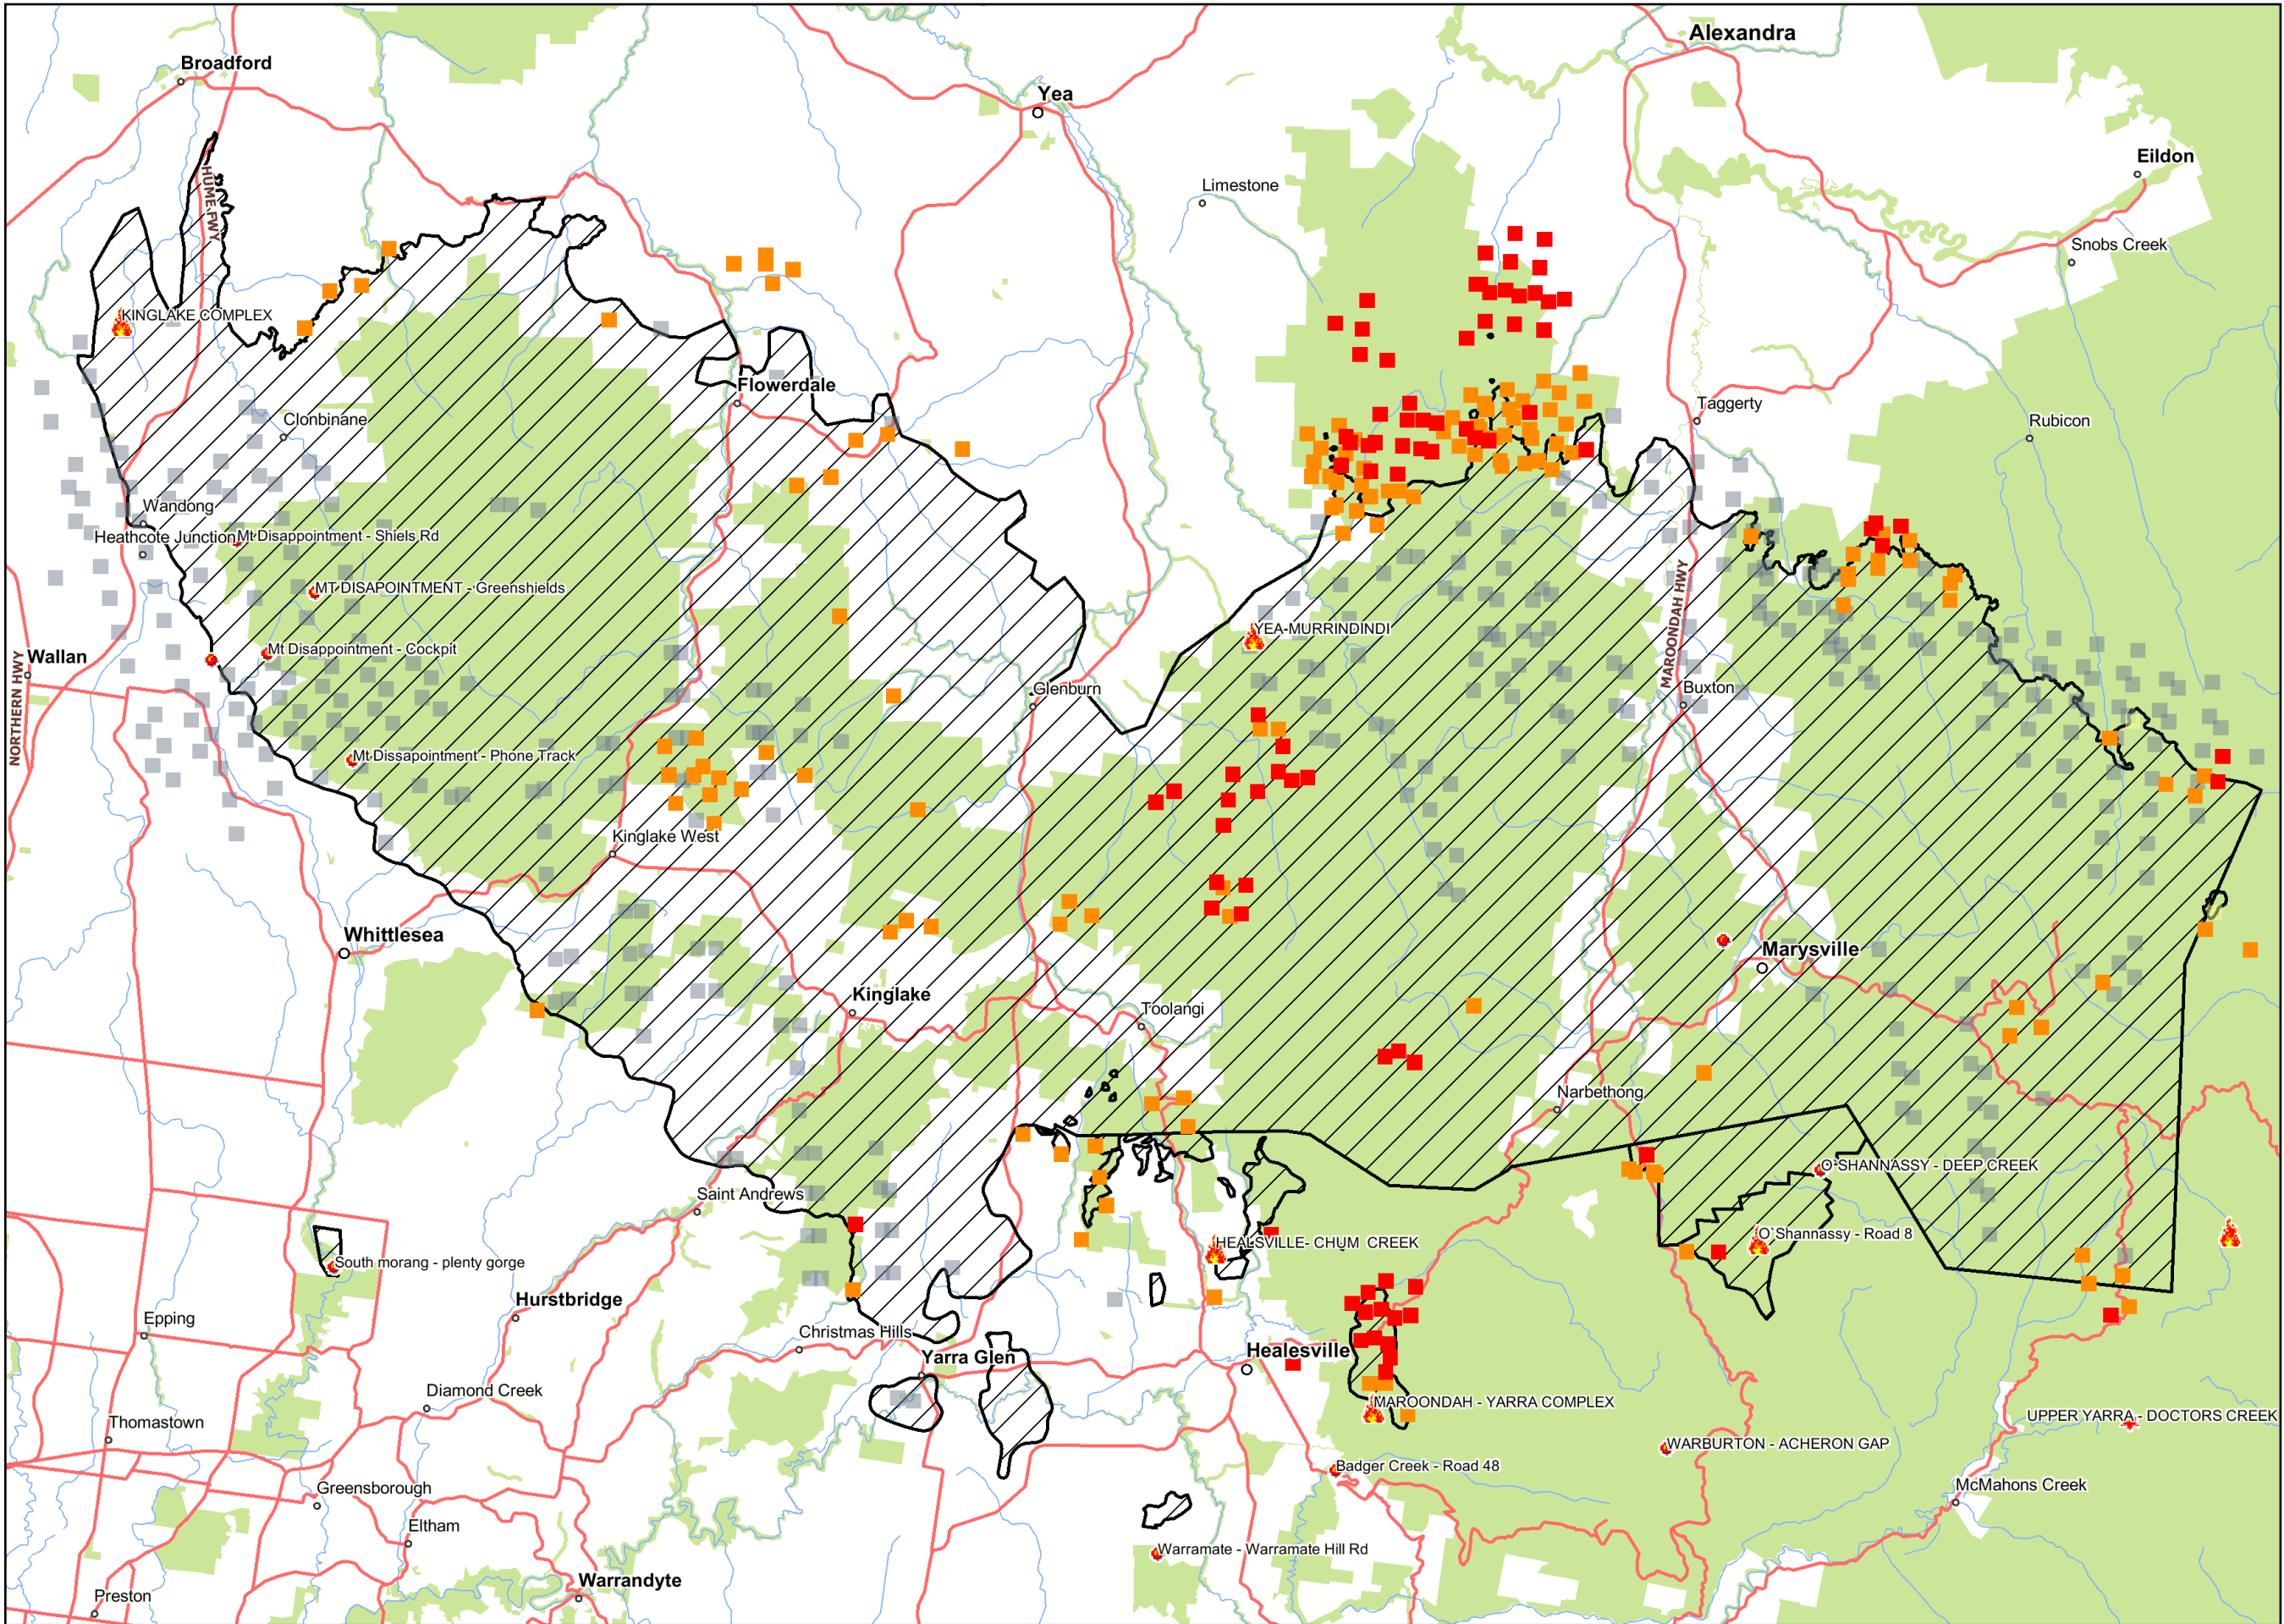 Alexandra
Broadford
Yea
Eildon
Limestone
HUME FWY
Snobs Creek
KINGLAKE COMPLEX
Flowerdale
Taggerty
Clonbinane
Rubicon
Wandong
Heathcote Junction
Mt Disappointment - Shiels Rd
MT DISAPOINTMENT - Greenshields
MAROONDAH HWY
YEA-MURRINDINDI
Mt Disappointment - Cockpit
Wallan
NORTHERN HWY
Glenburn
Buxton
Mt Dissapointment - Phone Track
Kinglake West
Whittlesea
Marysville
Kinglake
Toolangi
Narbethong
O-SHANNASSY - DEEP CREEK
Saint Andrews
O`Shannassy - Road 8
HEALSVILLE- CHUM CREEK
South morang - plenty gorge
Hurstbridge
Epping
Christmas Hills
Healesville
Yarra Glen
Diamond Creek
MAROONDAH - YARRA COMPLEX
Thomastown
UPPER YARRA - DOCTORS CREEK
WARBURTON - ACHERON GAP
Badger Creek - Road 48
Greensborough
McMahons Creek
Eltham
Warramate - Warramate Hill Rd
Warrandyte
Preston